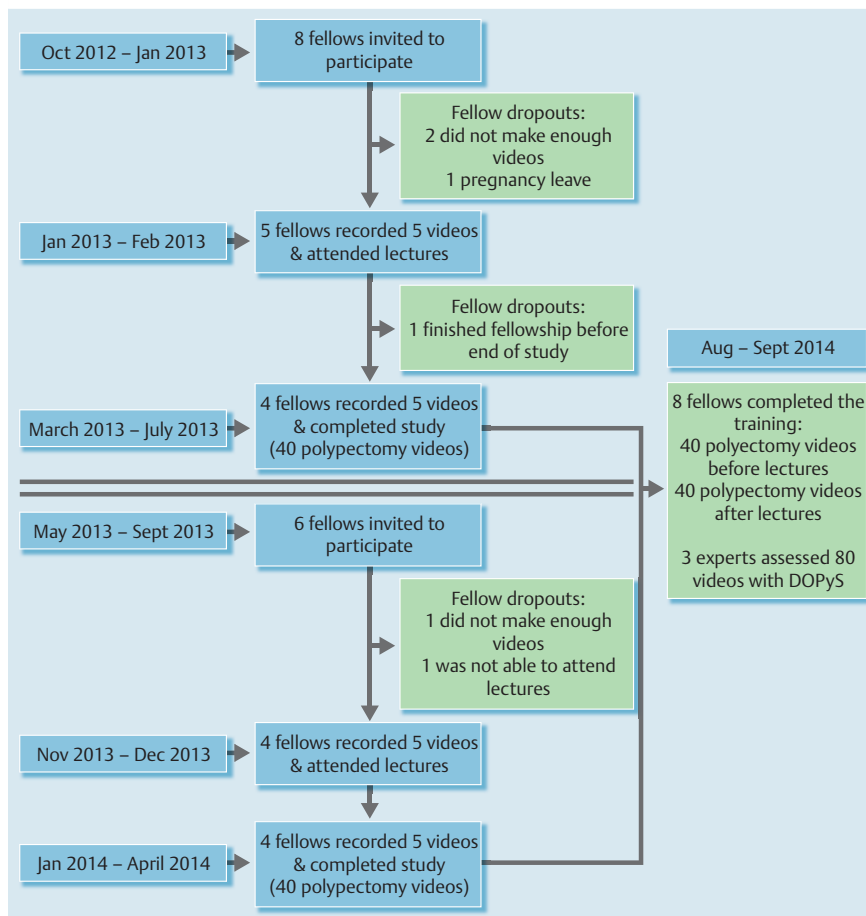 Oct 2012 – Jan 2013
8 fellows invited to
participate
Fellow dropouts:
2 did not make enough
videos
1 pregnancy leave
Jan 2013 – Feb 2013
5 fellows recorded 5 videos
& attended lectures
Fellow dropouts:
1 finished fellowship before
end of study
March 2013 – July 2013
4 fellows recorded 5 videos
& completed study
(40 polypectomy videos)
May 2013 – Sept 2013
6 fellows invited to
participate
Fellow dropouts:
1 did not make enough
videos
1 was not able to attend
lectures
Nov 2013 – Dec 2013
4 fellows recorded 5 videos
& attended lectures
Jan 2014 – April 2014
4 fellows recorded 5 videos
& completed study
(40 polypectomy videos)
Aug – Sept 2014
8 fellows completed the
training:
40 polyectomy videos
before lectures
40 polypectomy videos
after lectures
3 experts assessed 80
videos with DOPyS